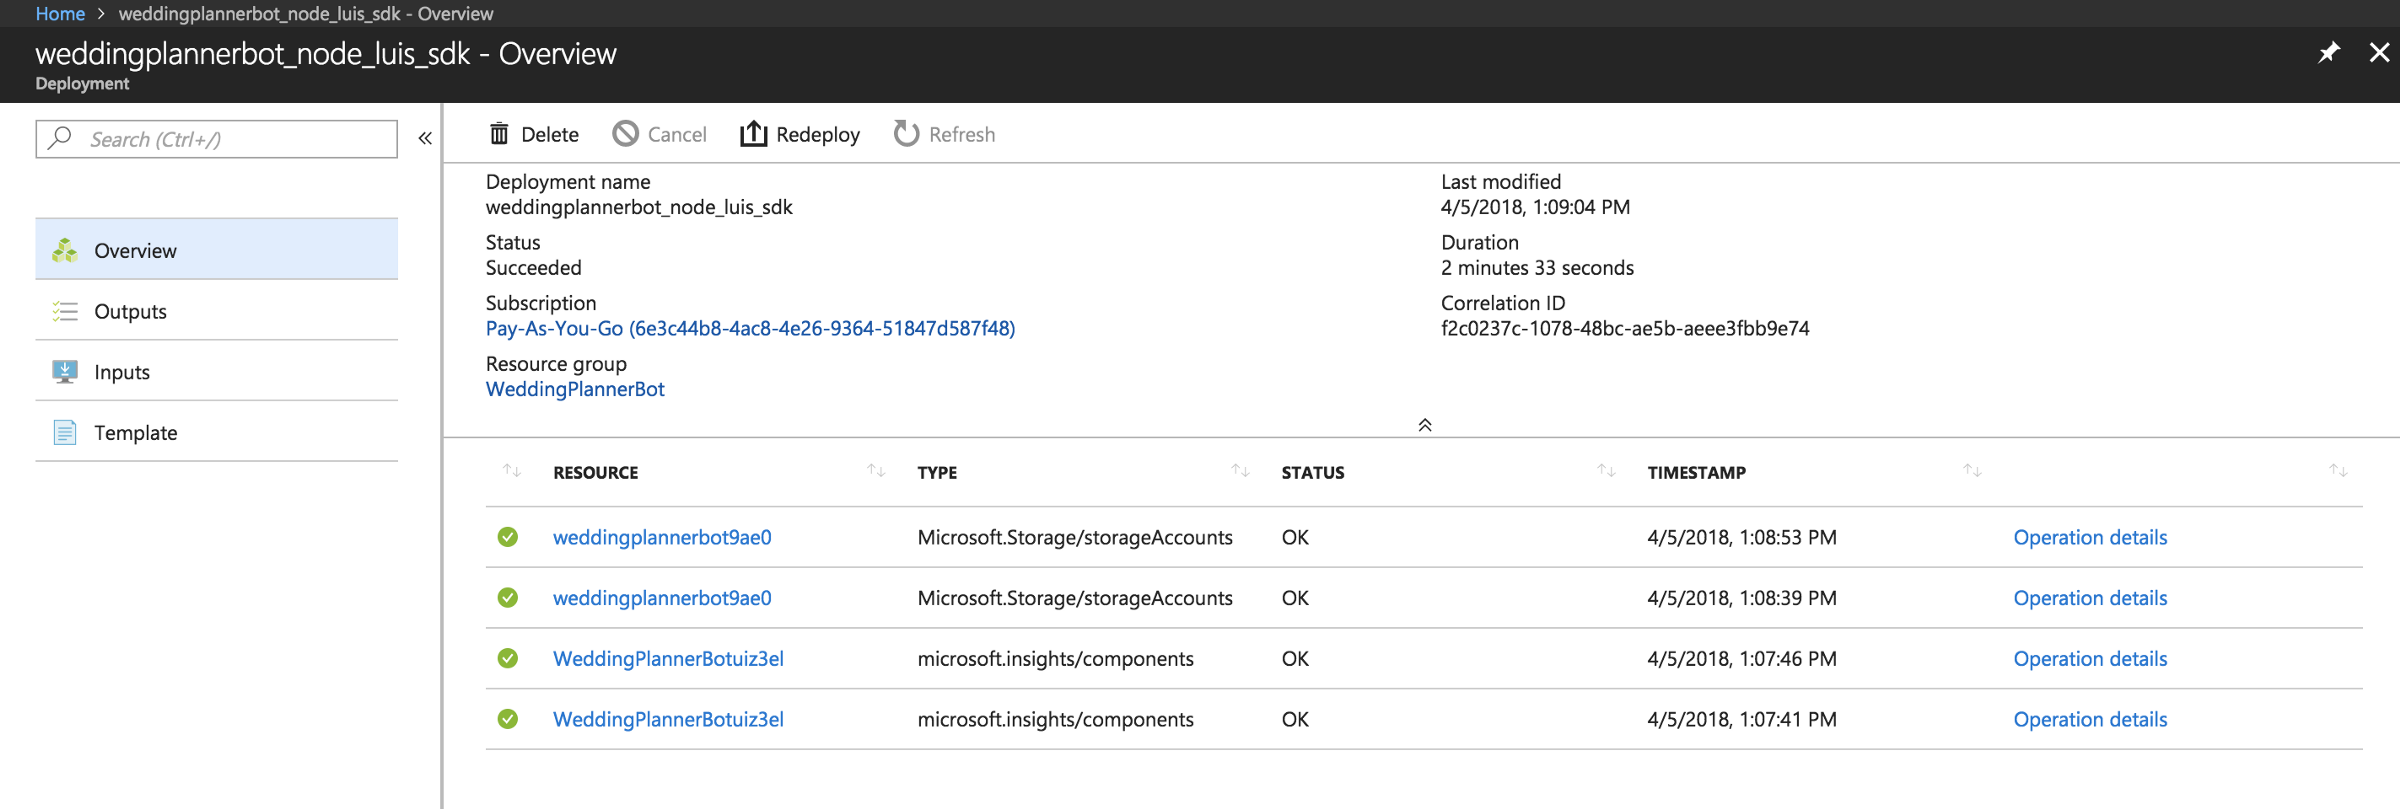 Home > weddingplannerbot_node_luis_sdk - Overview
weddingplannerbot_node_luis_sdk - Overview
Deployment
Search (Ctrl+/)
Overview
Outputs
Inputs
Template
Delete Cancel Redeploy Refresh
Deployment name
weddingplannerbot_node_luis_sdk
Status
Succeeded
Subscription
Pay-As-You-Go (6e3c44b8-4ac8-4e26-9364-51847d587f48)
Resource group
WeddingPlannerBot
Last modified
4/5/2018, 1:09:04 PM
Duration
2 minutes 33 seconds
Correlation ID
f2c0237c-1078-48bc-ae5b-aeee3fbb9e74
RESOURCE TYPE STATUS TIMESTAMP
weddingplannerbot9ae0 Microsoft.Storage/storageAccounts OK 4/5/2018, 1:08:53 PM Operation details
weddingplannerbot9ae0 Microsoft.Storage/storageAccounts OK 4/5/2018, 1:08:39 PM Operation details
WeddingPlannerBotuiz3el microsoft.insights/components OK 4/5/2018, 1:07:46 PM Operation details
WeddingPlannerBotuiz3el microsoft.insights/components OK 4/5/2018, 1:07:41 PM Operation details